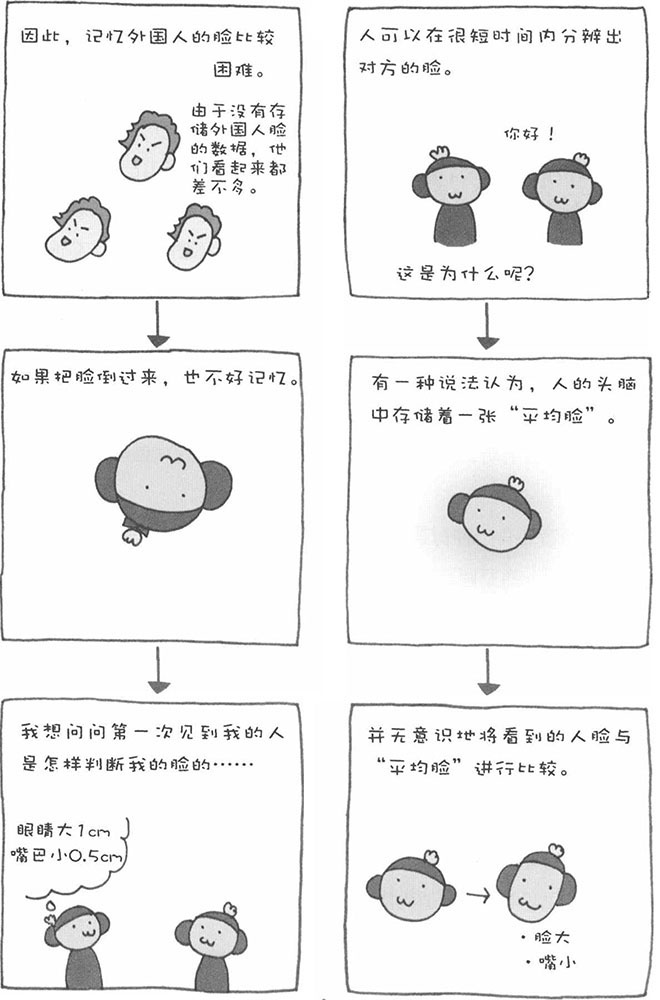 人可以在很短时间内分辨出
对方的脸。
你好！
这是为什么呢？
有一种说法认为，人的头脑
中存储着一张“平均脸”。
并无意识地将看到的人脸与
“平均脸”进行比较。
·脸大
·嘴小
因此，记忆外国人的脸比较
困难。
由于没有存
储外国人脸
的数据，他
们看起来都
差不多。
如果把脸倒过来，也不好记忆。
我想问问第一次见到我的人
是怎样判断我的脸的……
眼睛大1cm
嘴巴小0.5cm